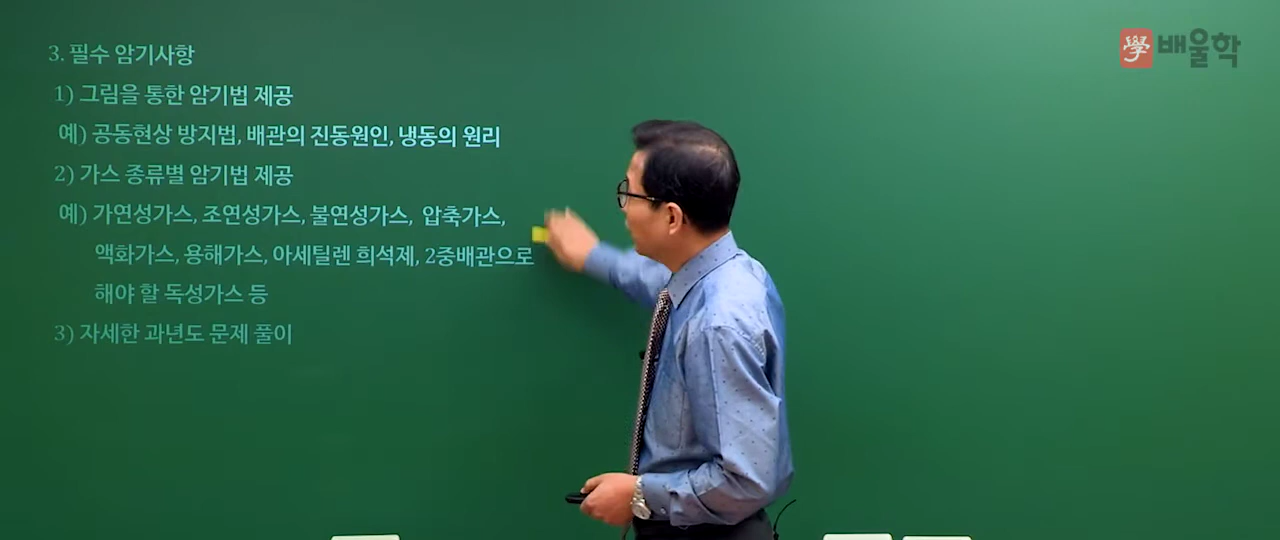 3. 필수 암기사항
1) 그림을 통한 암기법 제공
예) 공동현상 방지법, 배관의 진동원인, 냉동의 원리
2) 가스 종류별 암기법 제공
예) 가연성가스, 조연성가스, 불연성가스, 압축가스,
액화가스, 용해가스, 아세틸렌 희석제, 2중배관으로
해야 할 독성가스 등
3) 자세한 과년도 문제 풀이
學 배울학